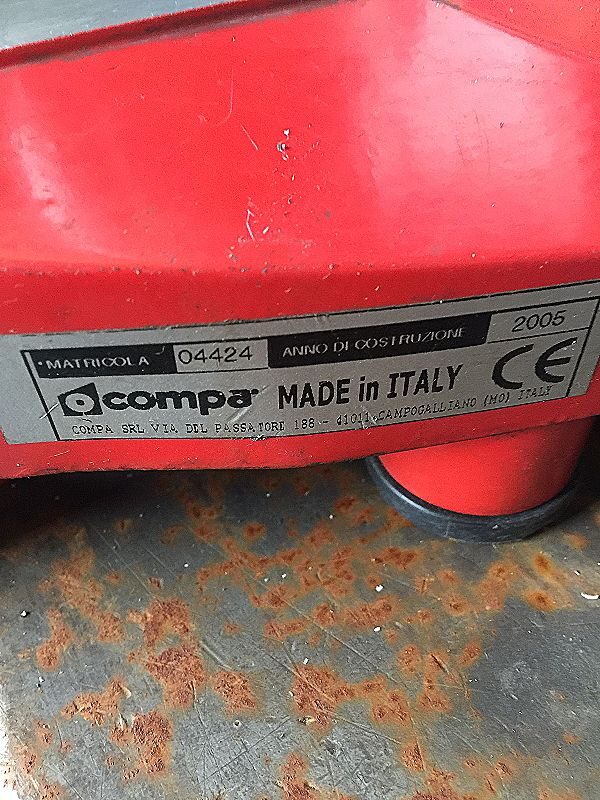 MATRICOLA 04424 ANNO DI COSTRUZIONE 2005
compa MADE in ITALY CE
COMPA SRL VIA DEL PASSATORE 188 - 41011 CAMPOGALLIANO (MO) ITALY